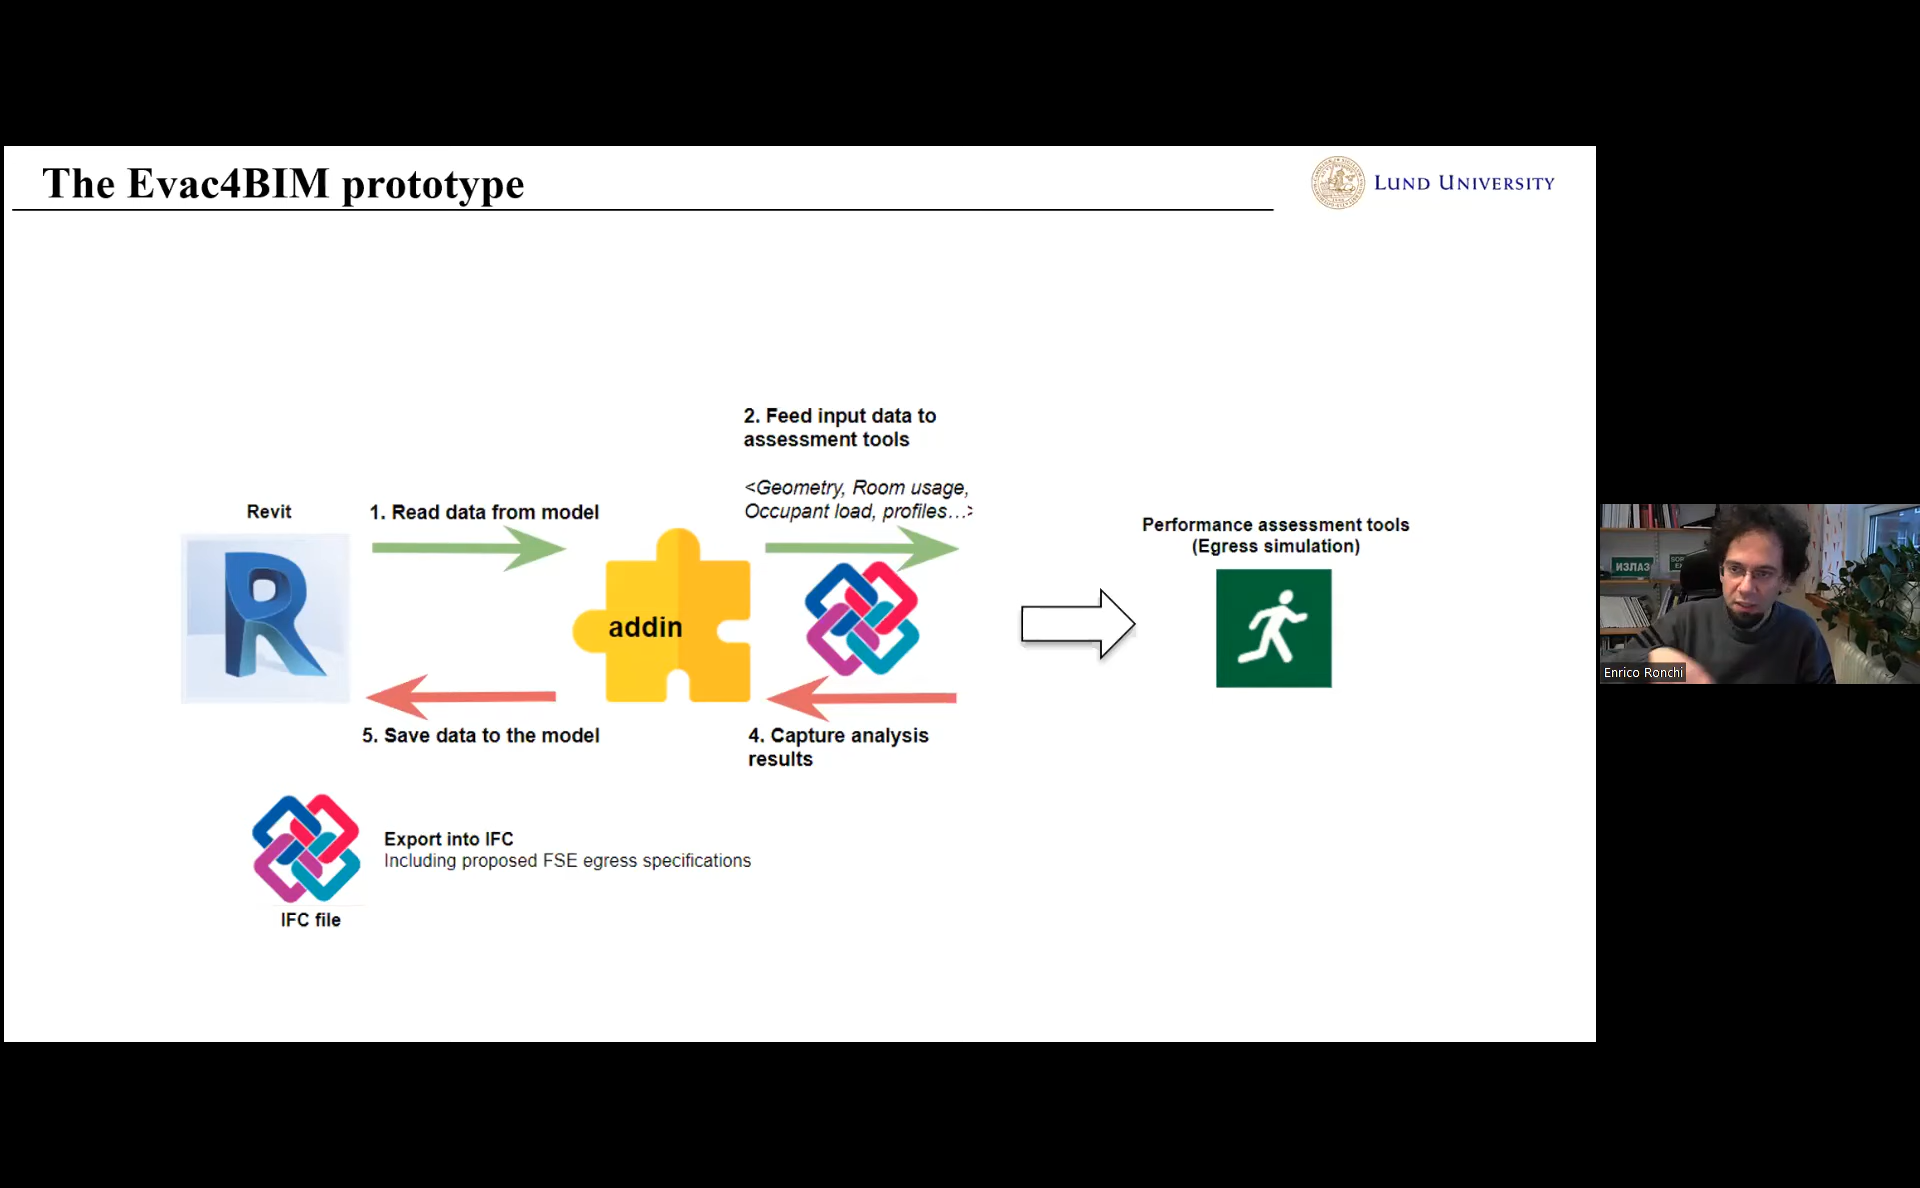 The Evac4BIM prototype
LUND UNIVERSITY
2. Feed input data to
assessment tools
<Geometry, Room usage,
Occupant load, profiles...>
Revit
1. Read data from model
Performance assessment tools
(Egress simulation)
addin
5. Save data to the model
4. Capture analysis
results
Export into IFC
Including proposed FSE egress specifications
IFC file
ИЗЛАЗ
Enrico Ronchi